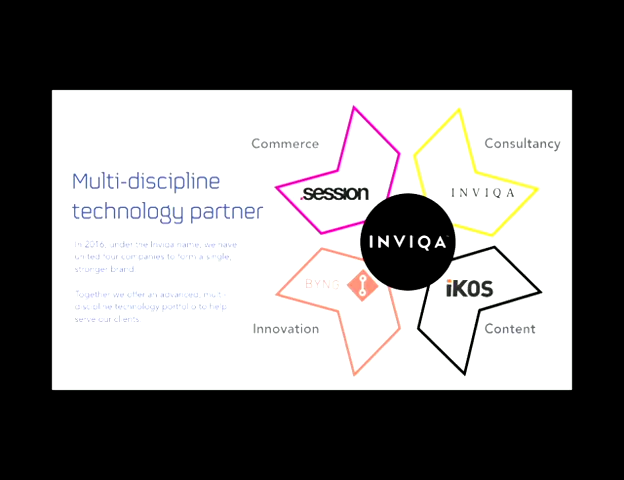 Multi-discipline
technology partner
In 2016, under the Inviqa name, we have
united four companies to form a single,
stronger brand.
Together we offer an advanced, multi-
discipline technology portfolio to help
serve our clients.
Commerce
Consultancy
.session
INVIQA
INVIQA
BYNG
iKOS
Innovation
Content